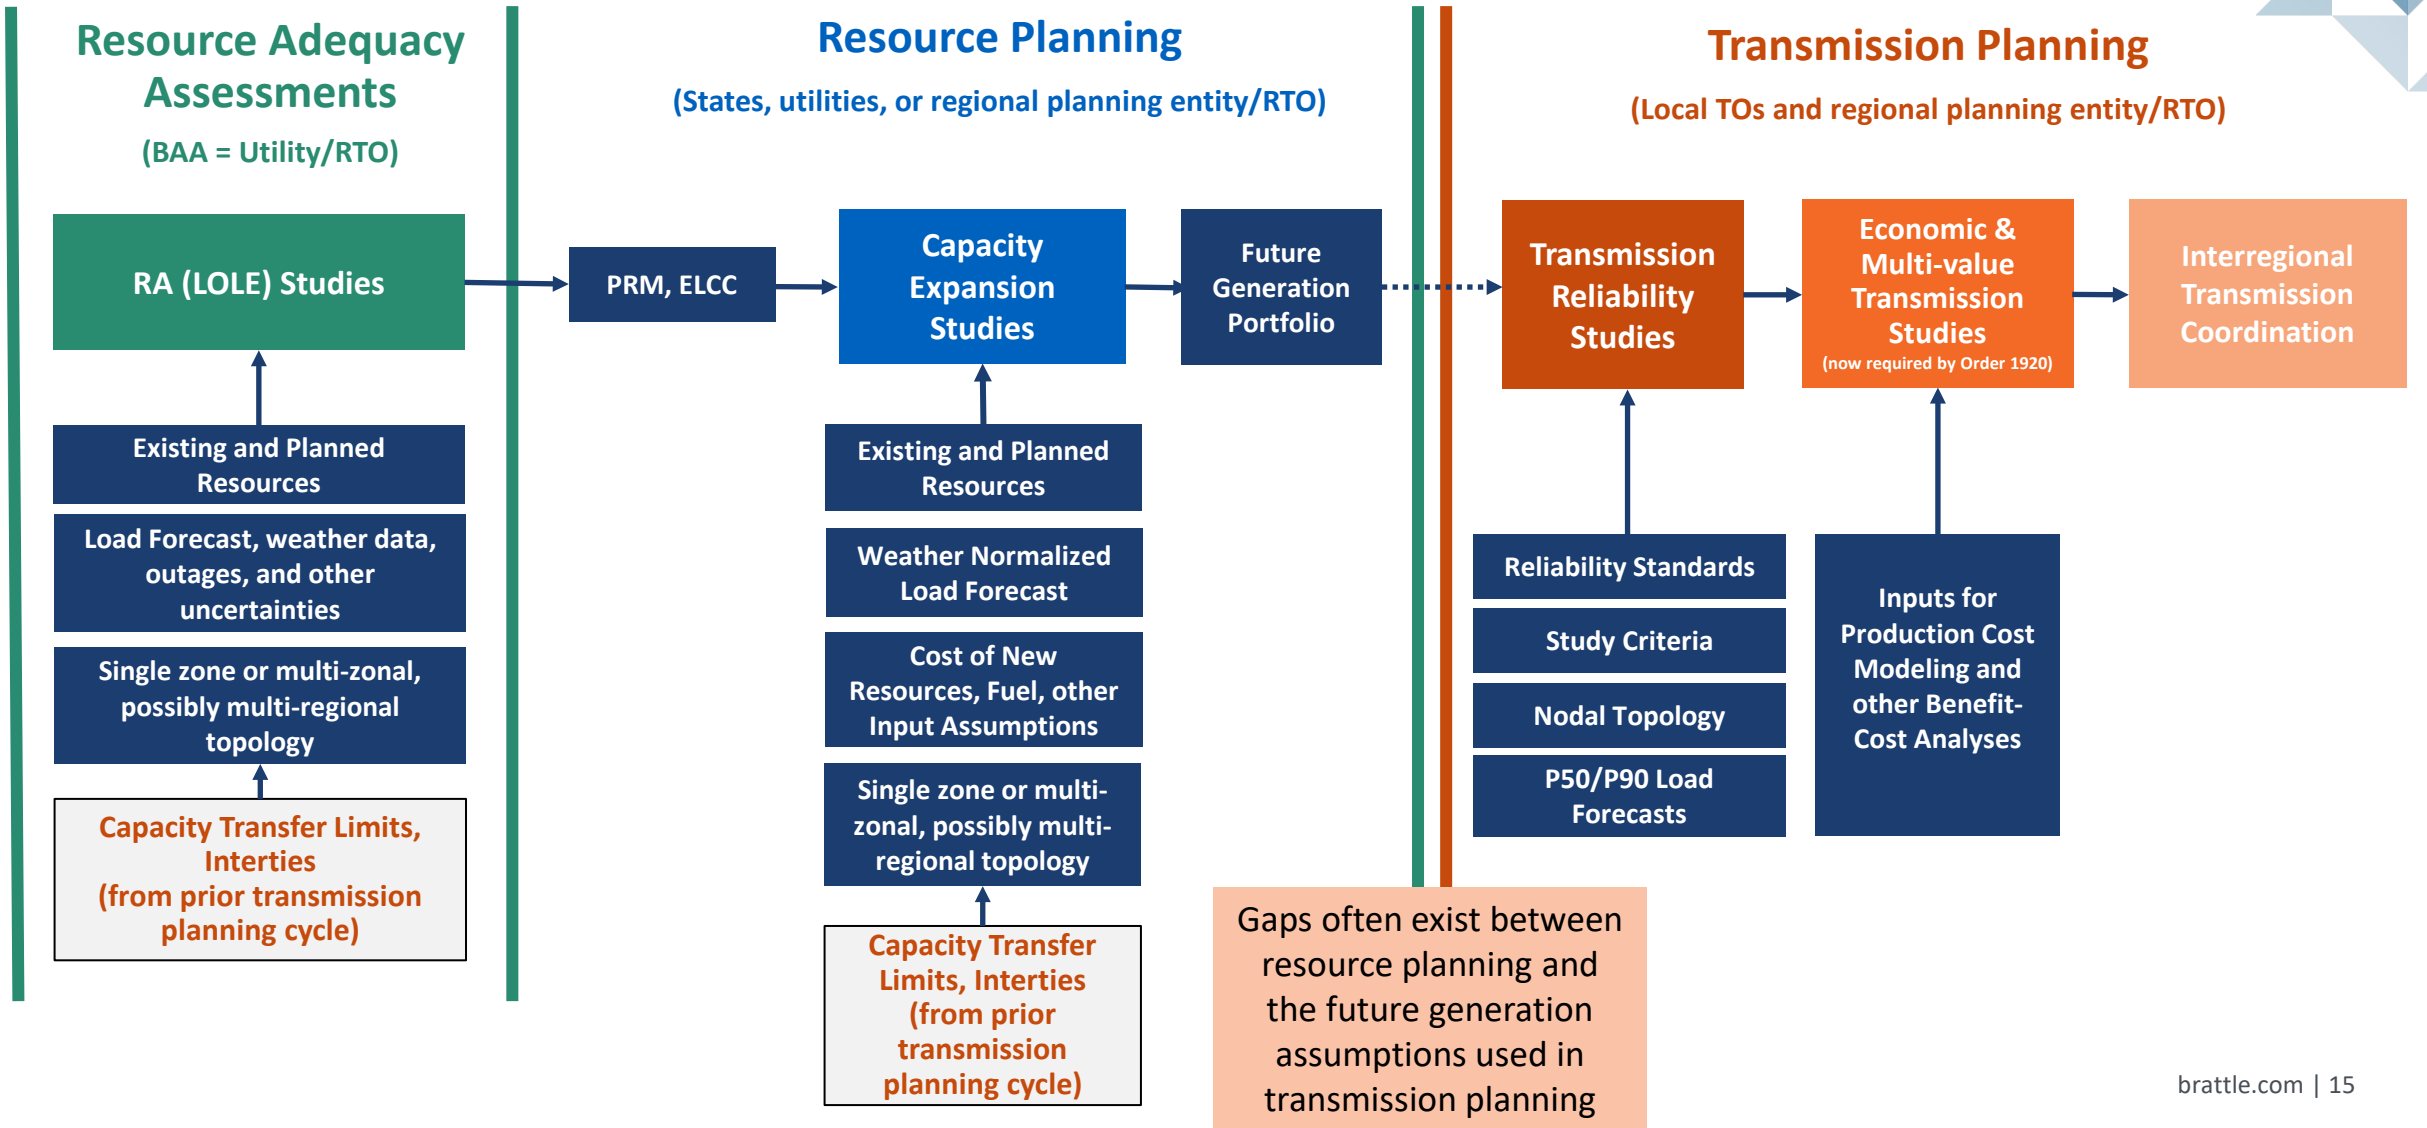 Resource Adequacy
Assessments
(BAA = Utility/RTO)
RA (LOLE) Studies
Existing and Planned
Resources
Load Forecast, weather data,
outages, and other
uncertainties
Single zone or multi-zonal,
possibly multi-regional
topology
Capacity Transfer Limits,
Interties
(from prior transmission
planning cycle)
Resource Planning
(States, utilities, or regional planning entity/RTO)
PRM, ELCC
Capacity
Expansion
Studies
Future
Generation
Portfolio
Existing and Planned
Resources
Weather Normalized
Load Forecast
Cost of New
Resources, Fuel, other
Input Assumptions
Single zone or multi-
zonal, possibly multi-
regional topology
Capacity Transfer
Limits, Interties
(from prior
transmission
planning cycle)
Transmission Planning
(Local TOs and regional planning entity/RTO)
Transmission
Reliability
Studies
Economic &
Multi-value
Transmission
Studies
(now required by Order 1920)
Interregional
Transmission
Coordination
Reliability Standards
Study Criteria
Nodal Topology
P50/P90 Load
Forecasts
Inputs for
Production Cost
Modeling and
other Benefit-
Cost Analyses
Gaps often exist between
resource planning and
the future generation
assumptions used in
transmission planning
brattle.com | 15